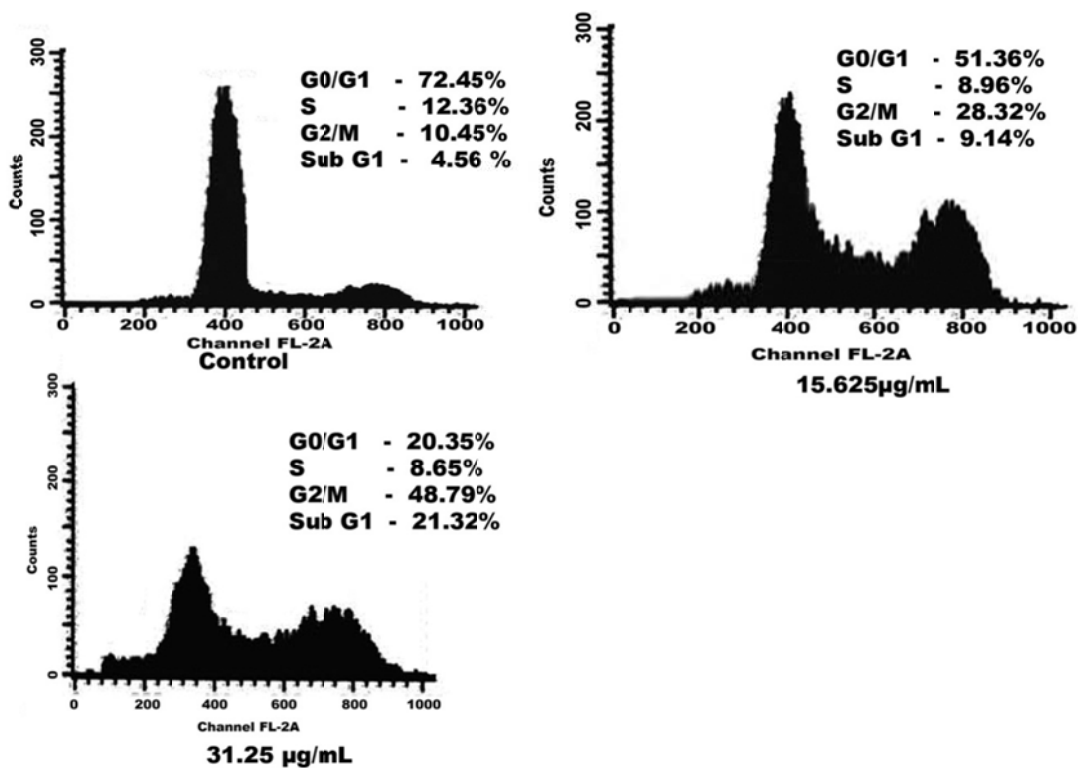 300
200
100
0
Counts
G0/G1 - 72.45%
S - 12.36%
G2/M - 10.45%
Sub G1 - 4.56 %
0 200 400 600 800 1000
Channel FL-2A
Control
300
200
100
0
Counts
G0/G1 - 51.36%
S - 8.96%
G2/M - 28.32%
Sub G1 - 9.14%
0 200 400 600 800 1000
Channel FL-2A
15.625µg/mL
300
200
100
0
Counts
G0/G1 - 20.35%
S - 8.65%
G2/M - 48.79%
Sub G1 - 21.32%
0 200 400 600 800 1000
Channel FL-2A
31.25 µg/mL